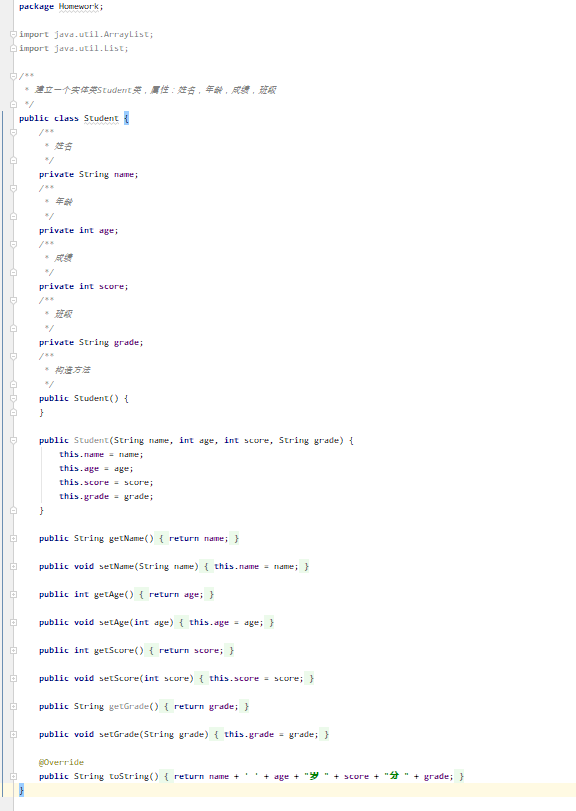 package Homework;
import java.util.ArrayList;
import java.util.List;
/**
 * 建立一个实体类Student类，属性：姓名，年龄，成绩，班级
 */
public class Student {
    /**
     * 姓名
     */
    private String name;
    /**
     * 年龄
     */
    private int age;
    /**
     * 成绩
     */
    private int score;
    /**
     * 班级
     */
    private String grade;
    /**
     * 构造方法
     */
    public Student() {
    }
    public Student(String name, int age, int score, String grade) {
        this.name = name;
        this.age = age;
        this.score = score;
        this.grade = grade;
    }
    public String getName() { return name; }
    public void setName(String name) { this.name = name; }
    public int getAge() { return age; }
    public void setAge(int age) { this.age = age; }
    public int getScore() { return score; }
    public void setScore(int score) { this.score = score; }
    public String getGrade() { return grade; }
    public void setGrade(String grade) { this.grade = grade; }
    @Override
    public String toString() { return name + ' ' + age + "岁 " + score + "分 " + grade; }
}